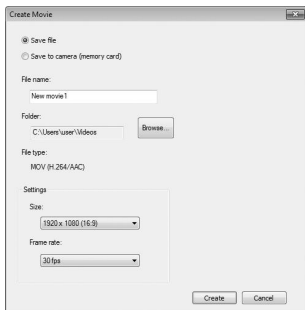 Create Movie
Save file
Save to camera (memory card)
File name:
New movie1
Folder:
C:\Users\user\Videos
Browse...
File type:
MOV (H.264/AAC)
Settings
Size:
1920 x 1080 (16:9)
Frame rate:
30 fps
Create Cancel